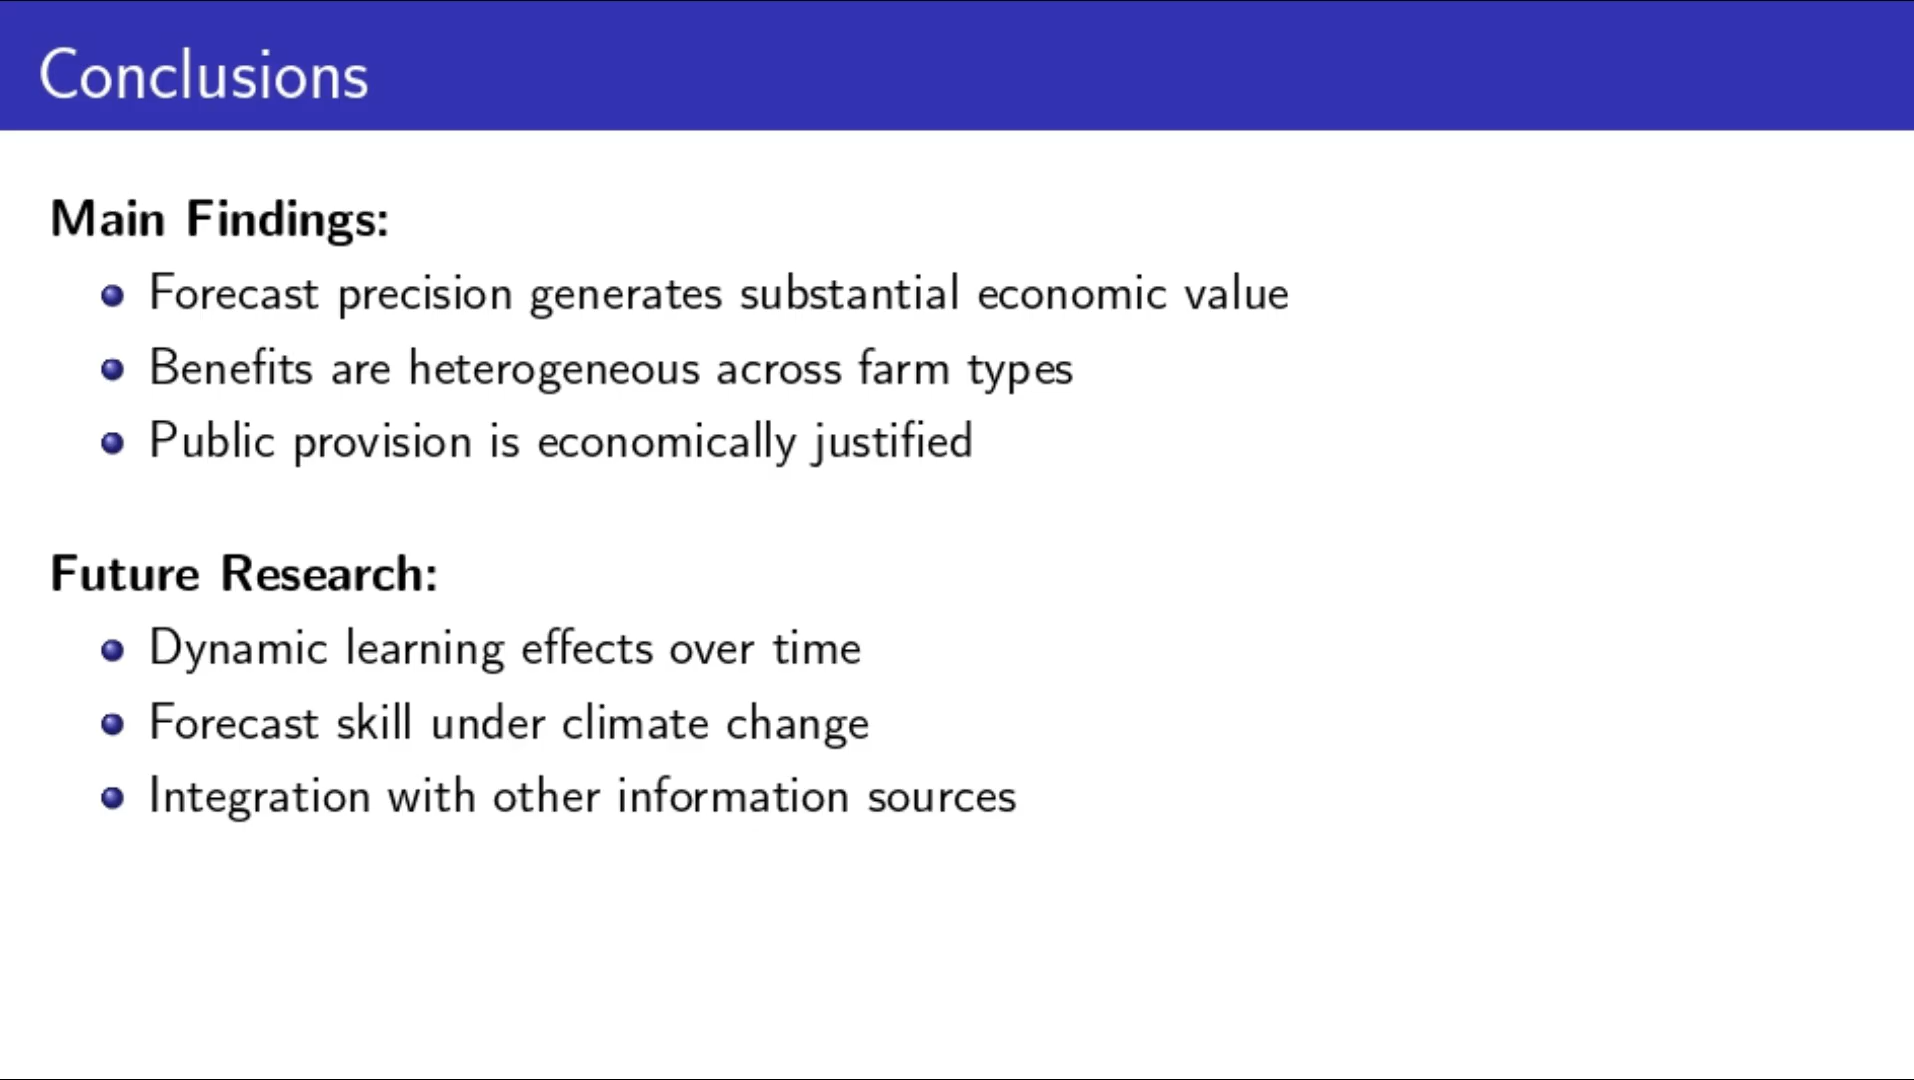 Conclusions
Main Findings:
Forecast precision generates substantial economic value
Benefits are heterogeneous across farm types
Public provision is economically justified
Future Research:
Dynamic learning effects over time
Forecast skill under climate change
Integration with other information sources